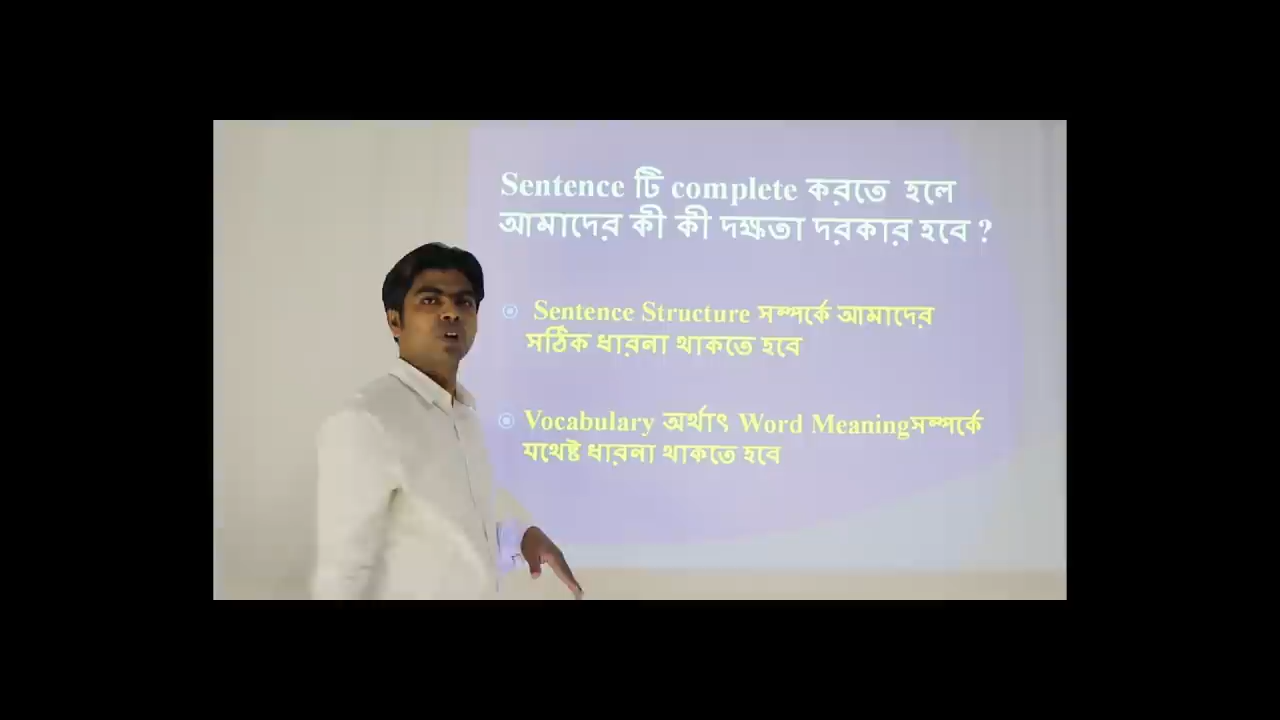 Sentence টি complete করতে হলে
আমাদের কী কী দক্ষতা দরকার হবে ?
Sentence Structure সম্পর্কে আমাদের
সঠিক ধারনা থাকতে হবে
Vocabulary অর্থাৎ Word Meaningসম্পর্কে
যথেষ্ট ধারনা থাকতে হবে